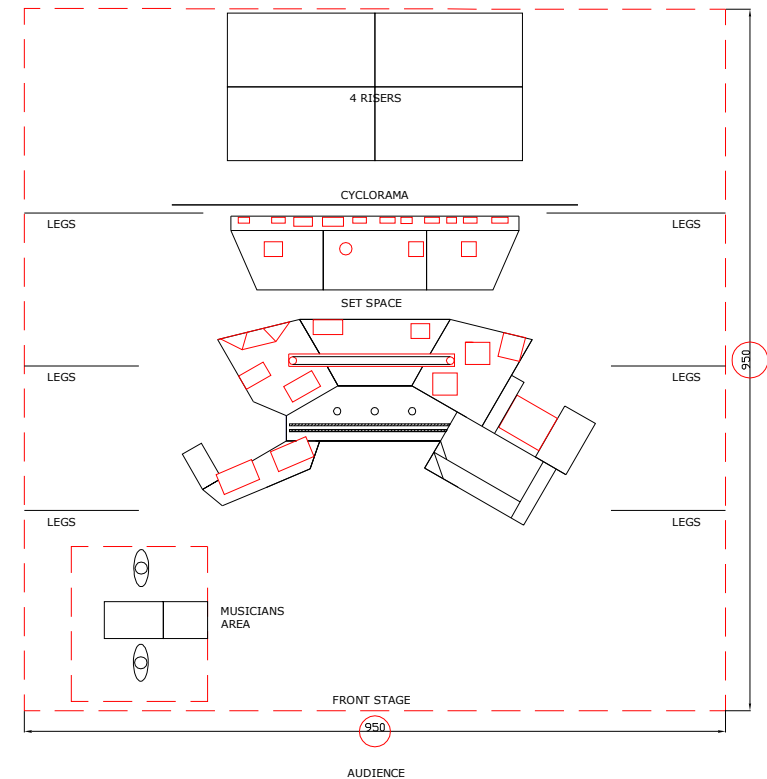 4 RISERS
CYCLORAMA
LEGS
LEGS
SET SPACE
950
LEGS
LEGS
LEGS
LEGS
MUSICIANS
AREA
FRONT STAGE
950
AUDIENCE